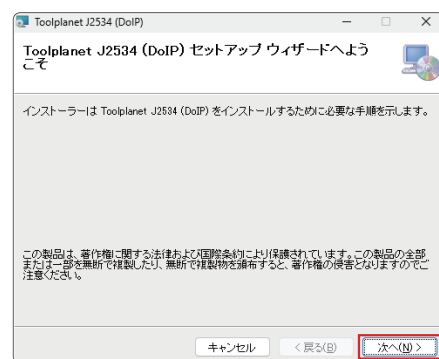 Toolplanet J2534 (DoIP)
Toolplanet J2534 (DoIP) セットアップ ウィザードへよう
こそ
インストーラーは Toolplanet J2534 (DoIP) をインストールするために必要な手順を示します。
この製品は、著作権に関する法律および国際条約により保護されています。この製品の全部
または一部を無断で複製したり、無断で複製物を頒布すると、著作権の侵害となりますのでご
注意ください。
キャンセル < 戻る(B) 次へ(N) >